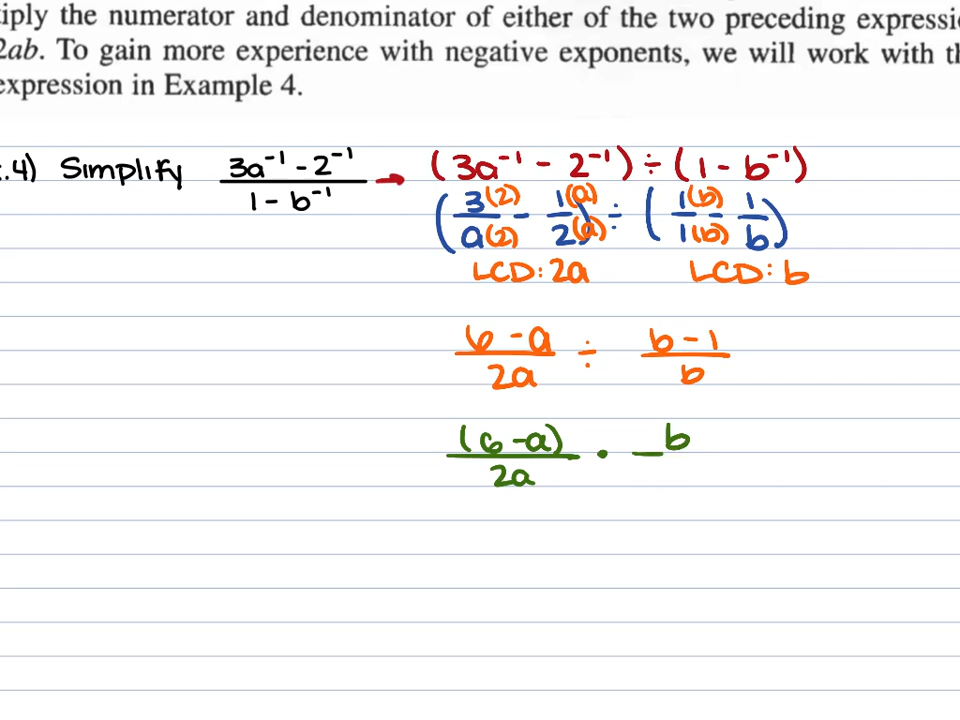 iply the numerator and denominator of either of the two preceding expressi
2ab. To gain more experience with negative exponents, we will work with th
expression in Example 4.
.4) Simplify (3a⁻¹ - 2⁻¹)/(1 - b⁻¹) → (3a⁻¹ - 2⁻¹) ÷ (1 - b⁻¹)
(3(2)/a(2) - 1(a)/2(a)) ÷ (1(b)/1(b) - 1/b)
LCD: 2a LCD: b
(6 - a)/2a ÷ (b - 1)/b
(6 - a)/2a · b/